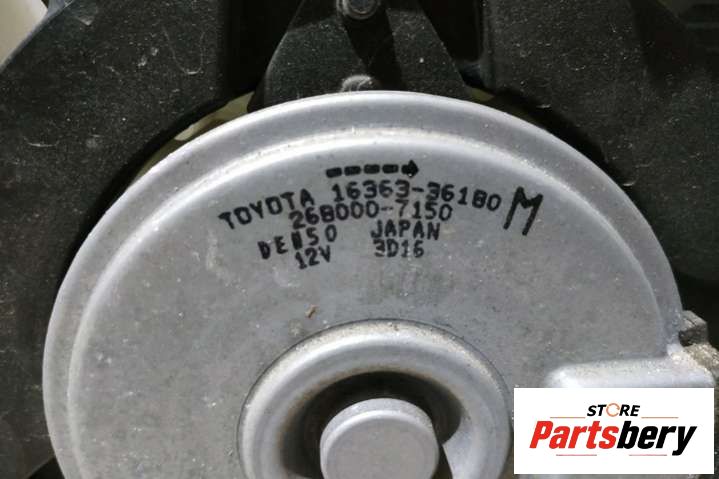 TOYOTA 16363-36180 M
268000-7150
DENSO JAPAN
12V 3D16
STORE
Partsbery